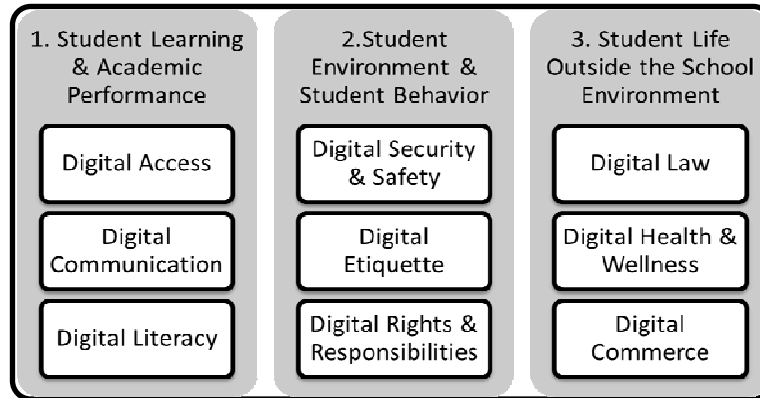 1. Student Learning
& Academic
Performance
Digital Access
Digital
Communication
Digital Literacy
2.Student
Environment &
Student Behavior
Digital Security
& Safety
Digital
Etiquette
Digital Rights &
Responsibilities
3. Student Life
Outside the School
Environment
Digital Law
Digital Health &
Wellness
Digital
Commerce